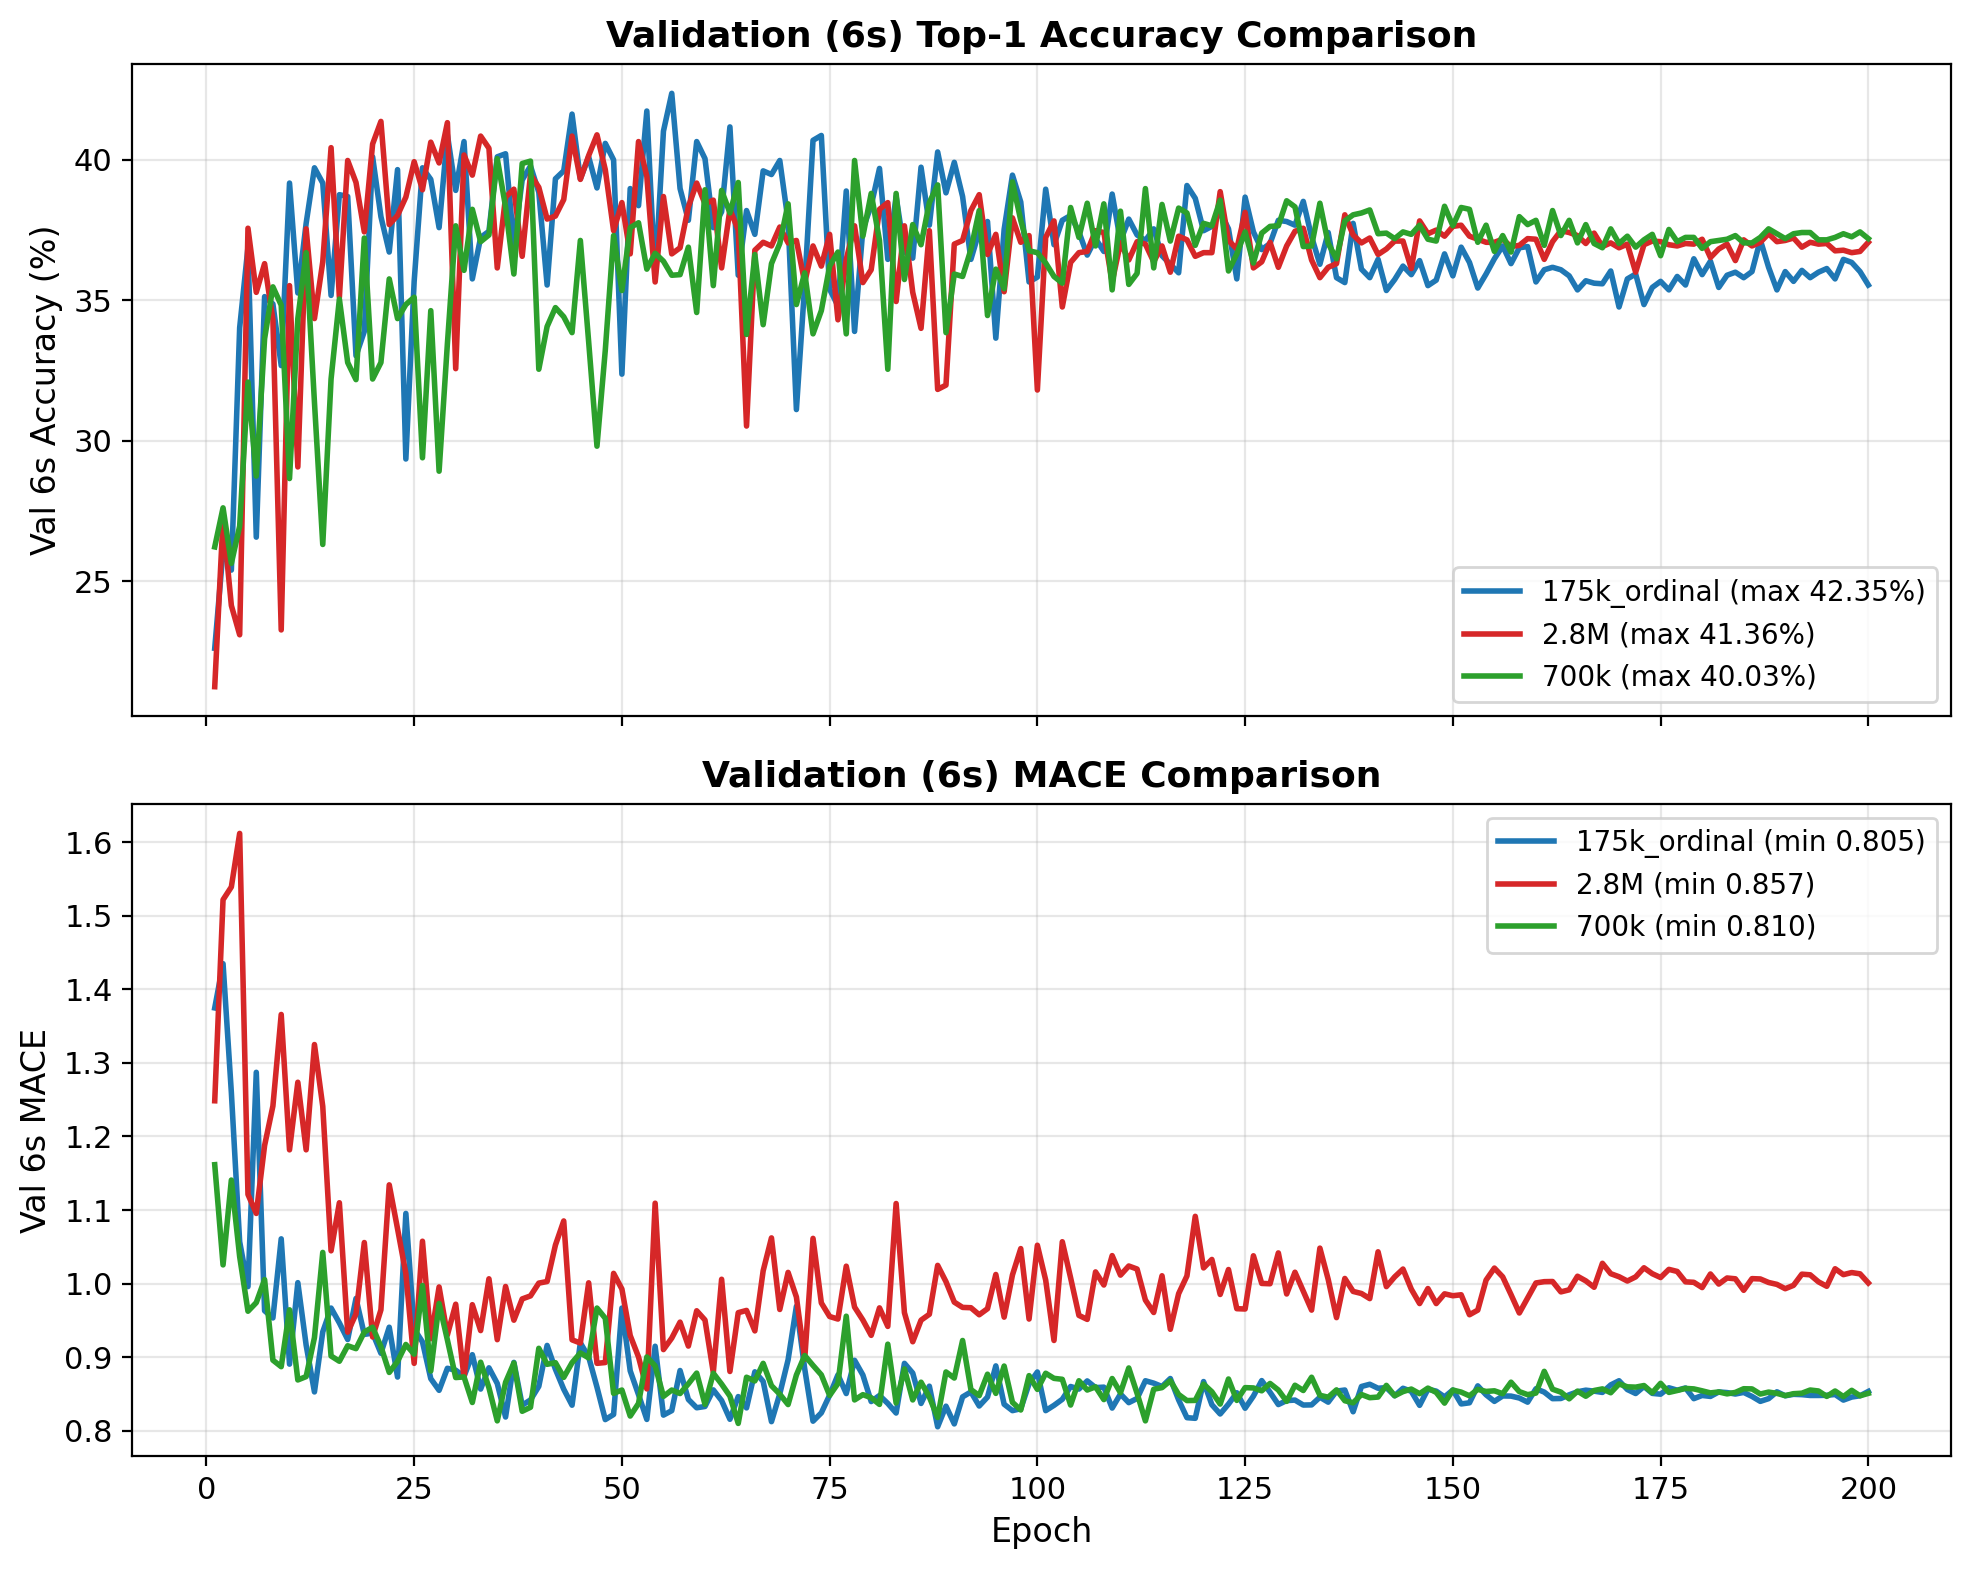 Validation (6s) Top-1 Accuracy Comparison
Val 6s Accuracy (%)
40
35
30
25
175k_ordinal (max 42.35%)
2.8M (max 41.36%)
700k (max 40.03%)
Validation (6s) MACE Comparison
Val 6s MACE
1.6
1.5
1.4
1.3
1.2
1.1
1.0
0.9
0.8
175k_ordinal (min 0.805)
2.8M (min 0.857)
700k (min 0.810)
0 25 50 75 100 125 150 175 200
Epoch